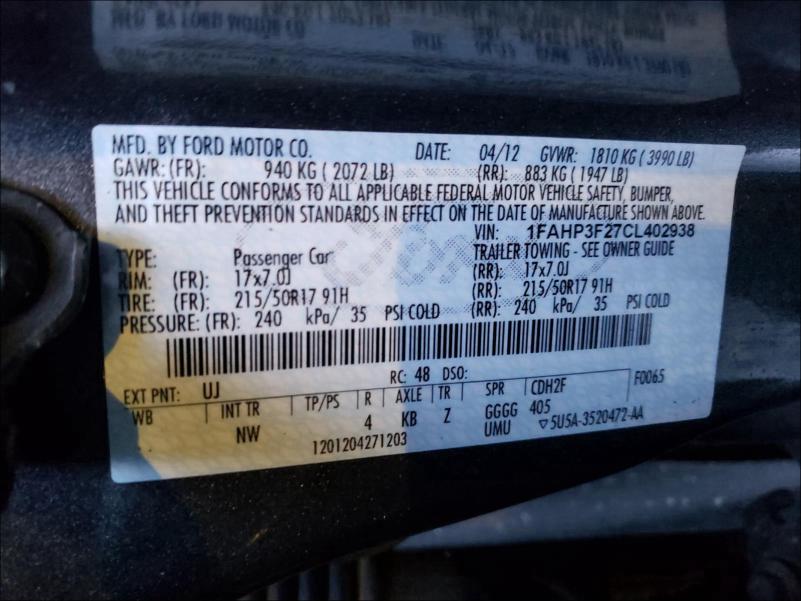 MFD. BY FORD MOTOR CO. DATE: 04/12 GVWR: 1810 KG ( 3990 LB)
GAWR: (FR): 940 KG ( 2072 LB) (RR): 883 KG ( 1947 LB)
THIS VEHICLE CONFORMS TO ALL APPLICABLE FEDERAL MOTOR VEHICLE SAFETY, BUMPER,
AND THEFT PREVENTION STANDARDS IN EFFECT ON THE DATE OF MANUFACTURE SHOWN ABOVE.
VIN: 1FAHP3F27CL402938
TYPE: Passenger Car TRAILER TOWING - SEE OWNER GUIDE
RIM: (FR): 17x7.0J (RR): 17x7.0J
TIRE: (FR): 215/50R17 91H (RR): 215/50R17 91H
PRESSURE: (FR): 240 kPa/ 35 PSI COLD (RR): 240 kPa/ 35 PSI COLD
EXT PNT: UJ RC: 48 DSO: F0065
WB INT TR TP/PS R AXLE TR SPR CDH2F
NW 4 KB Z GGGG 405
1201204271203 UMU ▽5U5A-3520472-AA